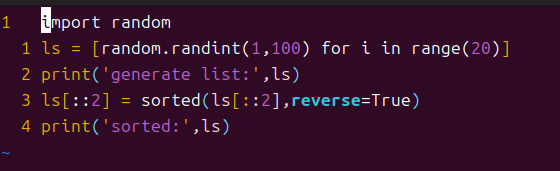 1   import random
  1 ls = [random.randint(1,100) for i in range(20)]
  2 print('generate list:',ls)
  3 ls[::2] = sorted(ls[::2],reverse=True)
  4 print('sorted:',ls)
~